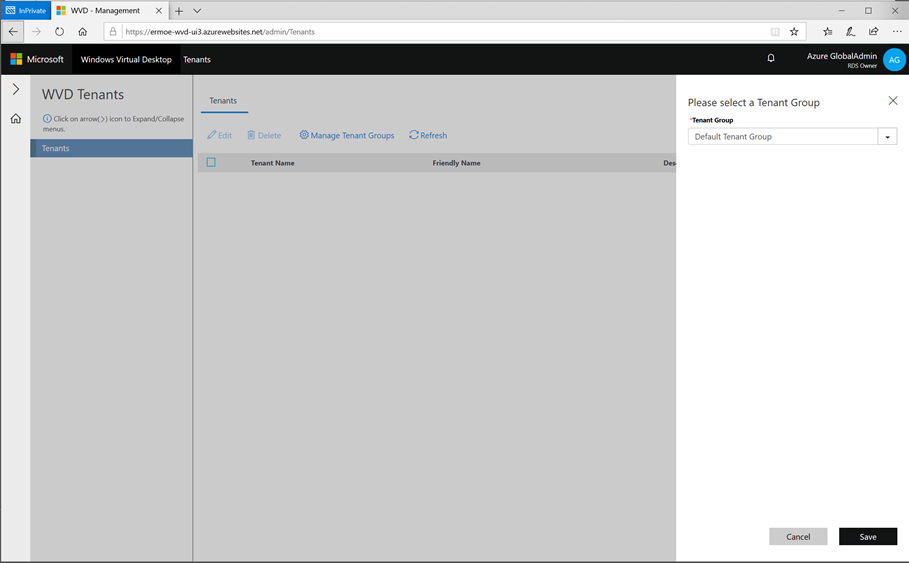 InPrivate
WVD - Management
https://ermoe-wvd-ui3.azurewebsites.net/admin/Tenants
Microsoft
Windows Virtual Desktop
Tenants
Azure GlobalAdmin
RDS Owner
AG
WVD Tenants
Click on arrow(>) icon to Expand/Collapse
menus.
Tenants
Tenants
Edit
Delete
Manage Tenant Groups
Refresh
Tenant Name
Friendly Name
Des
Please select a Tenant Group
*Tenant Group
Default Tenant Group
Cancel
Save